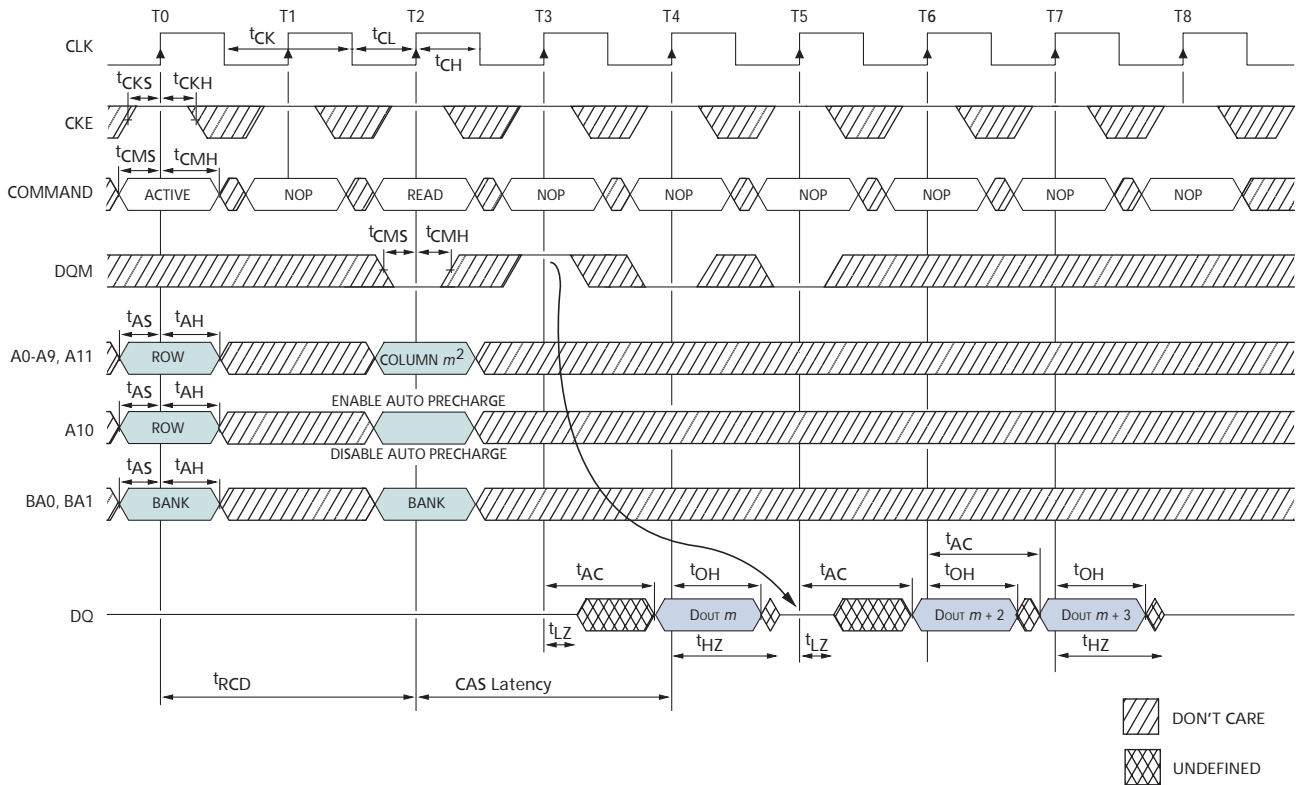 T0 T1 T2 T3 T4 T5 T6 T7 T8
CLK
tCK tCL
tCH
tCKS tCKH
CKE
tCMS tCMH
COMMAND ACTIVE NOP READ NOP NOP NOP NOP NOP NOP
tCMS tCMH
DQM
tAS tAH
A0-A9, A11 ROW COLUMN m2
tAS tAH ENABLE AUTO PRECHARGE
A10 ROW
DISABLE AUTO PRECHARGE
tAS tAH
BA0, BA1 BANK BANK
tAC
tAC tOH tAC tOH tOH
DQ DOUT m DOUT m + 2 DOUT m + 3
tLZ tHZ tLZ tHZ
tRCD CAS Latency
DON'T CARE
UNDEFINED